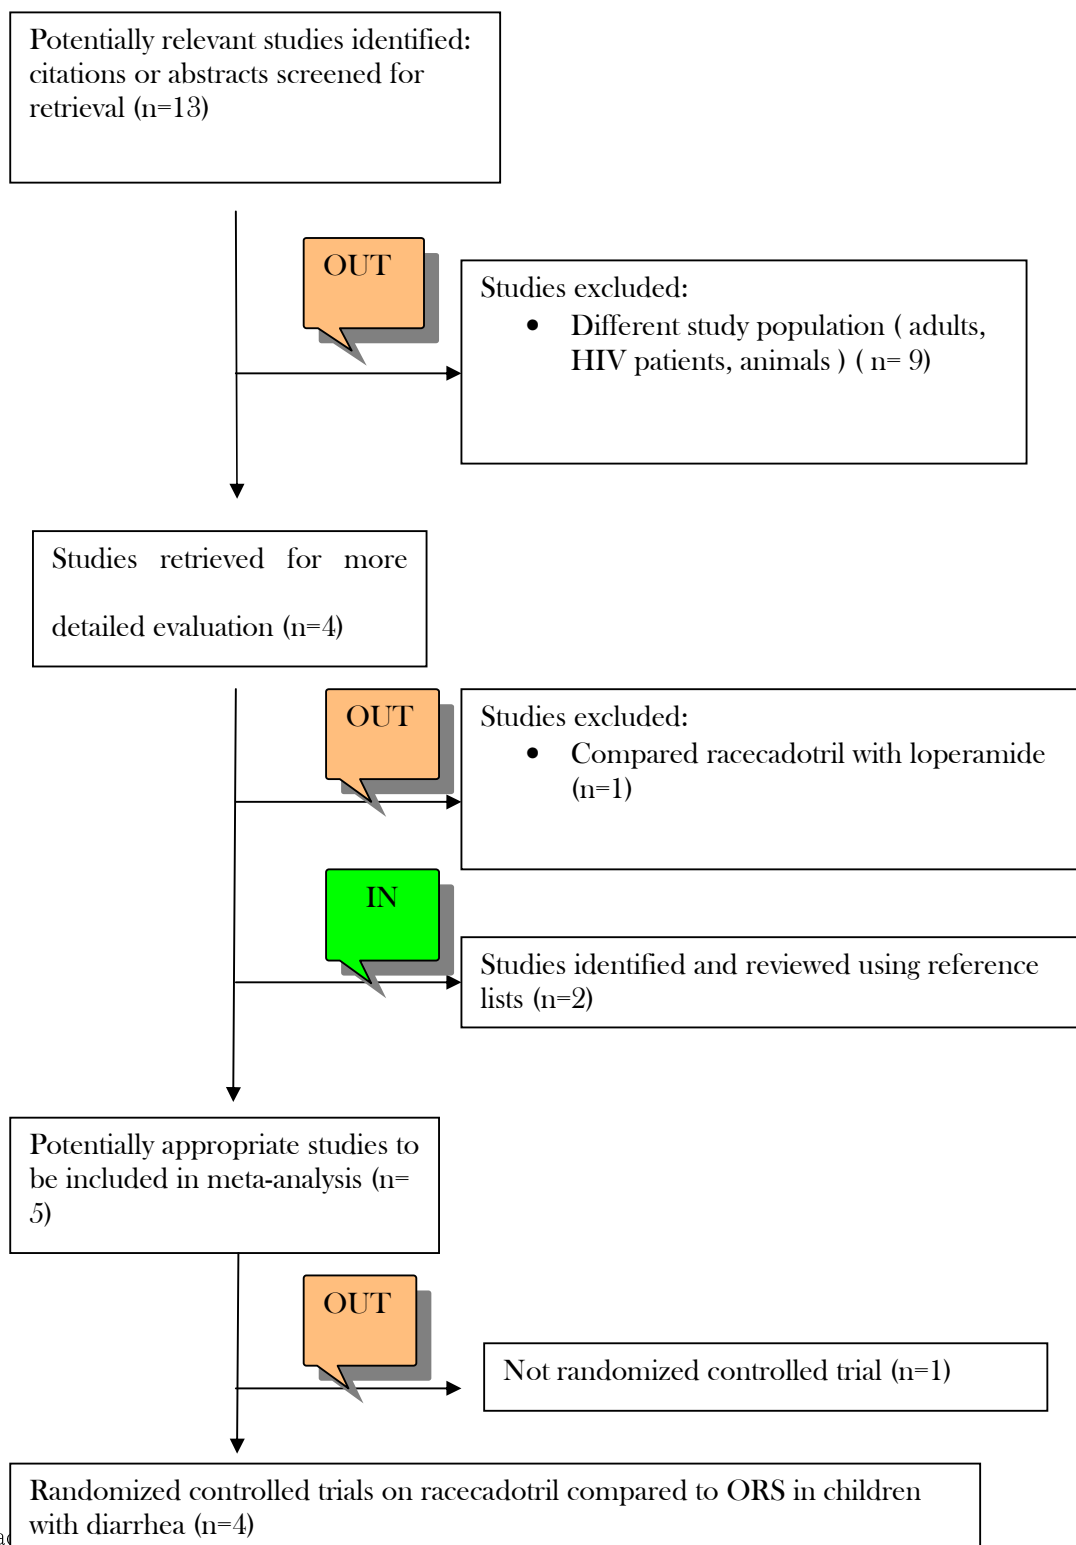 Potentially relevant studies identified:
citations or abstracts screened for
retrieval (n=13)
OUT
Studies excluded:
• Different study population ( adults,
HIV patients, animals ) ( n= 9)
Studies retrieved for more
detailed evaluation (n=4)
OUT
Studies excluded:
• Compared racecadotril with loperamide
(n=1)
IN
Studies identified and reviewed using reference
lists (n=2)
Potentially appropriate studies to
be included in meta-analysis (n=
5)
OUT
Not randomized controlled trial (n=1)
Randomized controlled trials on racecadotril compared to ORS in children
with diarrhea (n=4)